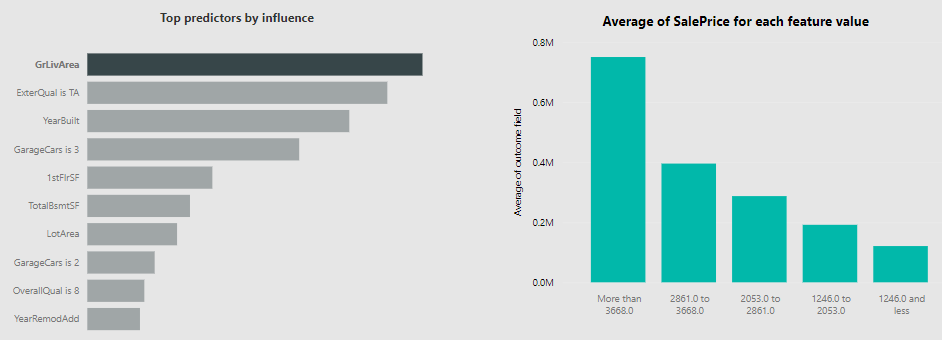 Top predictors by influence
GrLivArea
ExterQual is TA
YearBuilt
GarageCars is 3
1stFlrSF
TotalBsmtSF
LotArea
GarageCars is 2
OverallQual is 8
YearRemodAdd
Average of SalePrice for each feature value
Average of outcome field
0.8M
0.6M
0.4M
0.2M
0.0M
More than
3668.0
2861.0 to
3668.0
2053.0 to
2861.0
1246.0 to
2053.0
1246.0 and
less